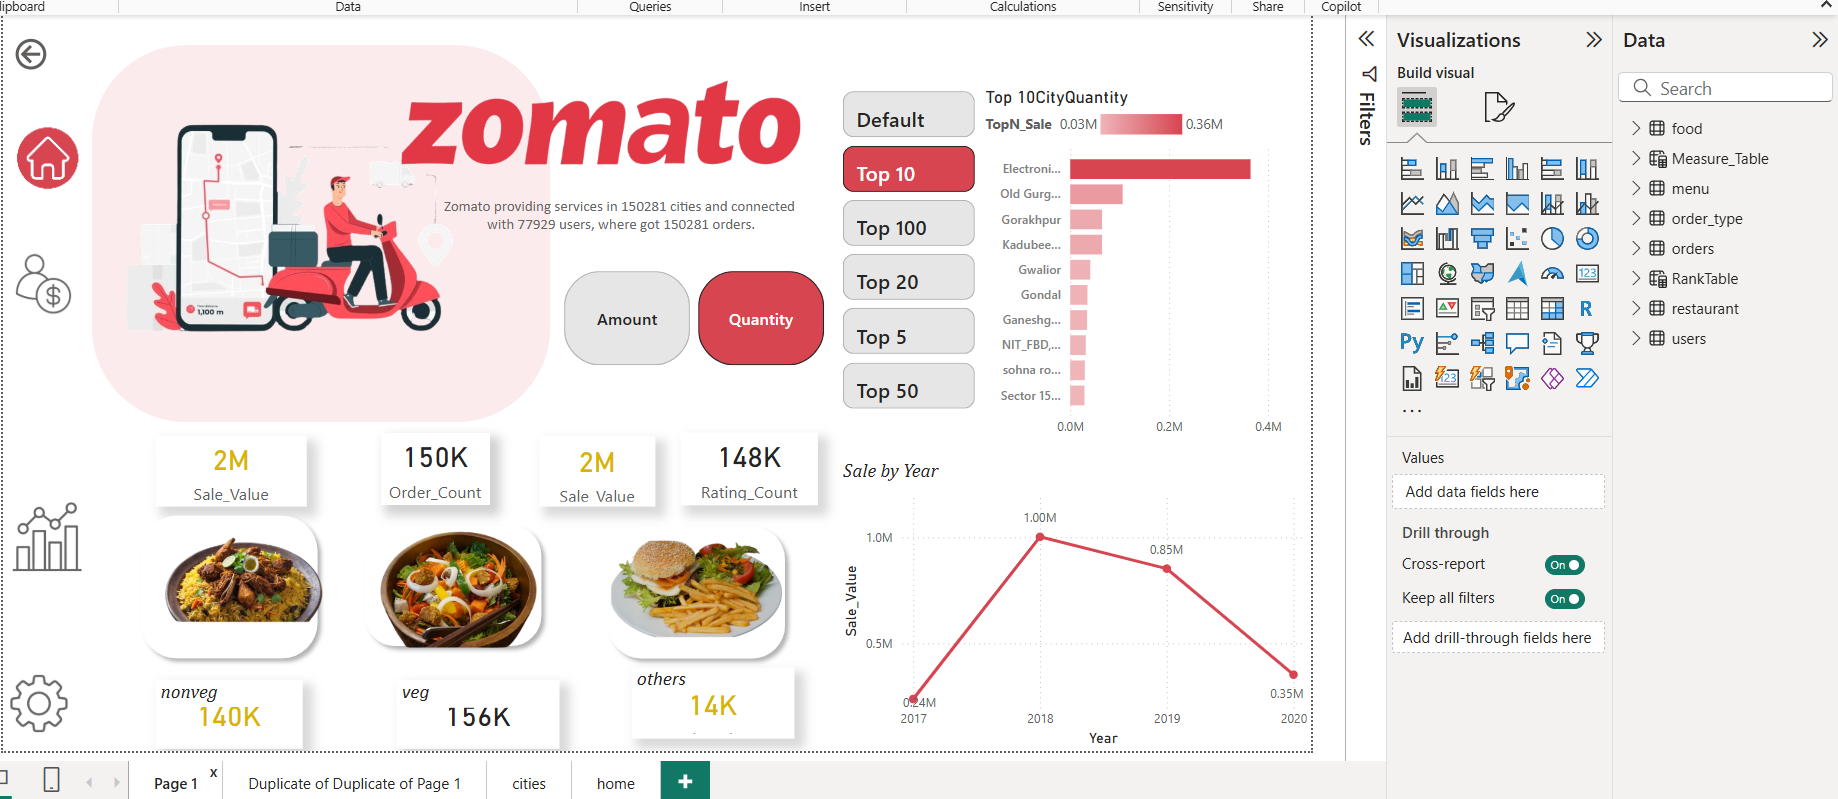 lipboard
Data
Queries
Insert
Calculations
Sensitivity
Share
Copilot
zomato
Zomato providing services in 150281 cities and connected
with 77929 users, where got 150281 orders.
1,100 m
Amount
Quantity
Default
Top 10
Top 100
Top 20
Top 5
Top 50
Top 10CityQuantity
TopN_Sale 0.03M 0.36M
Electroni...
Old Gurg...
Gorakhpur
Kadubee...
Gwalior
Gondal
Ganeshg...
NIT_FBD,...
sohna ro...
Sector 15...
0.0M 0.2M 0.4M
2M
Sale_Value
150K
Order_Count
2M
Sale_Value
148K
Rating_Count
nonveg
140K
veg
156K
others
14K
Sale by Year
Sale_Value
1.0M
0.5M
0.24M
1.00M
0.85M
0.35M
2017 2018 2019 2020
Year
Filters
Visualizations
Build visual
123
R
Py
123
...
Values
Add data fields here
Drill through
Cross-report
On
Keep all filters
On
Add drill-through fields here
Data
Search
food
Measure_Table
menu
order_type
orders
RankTable
restaurant
users
Page 1 x
Duplicate of Duplicate of Page 1
cities
home
+